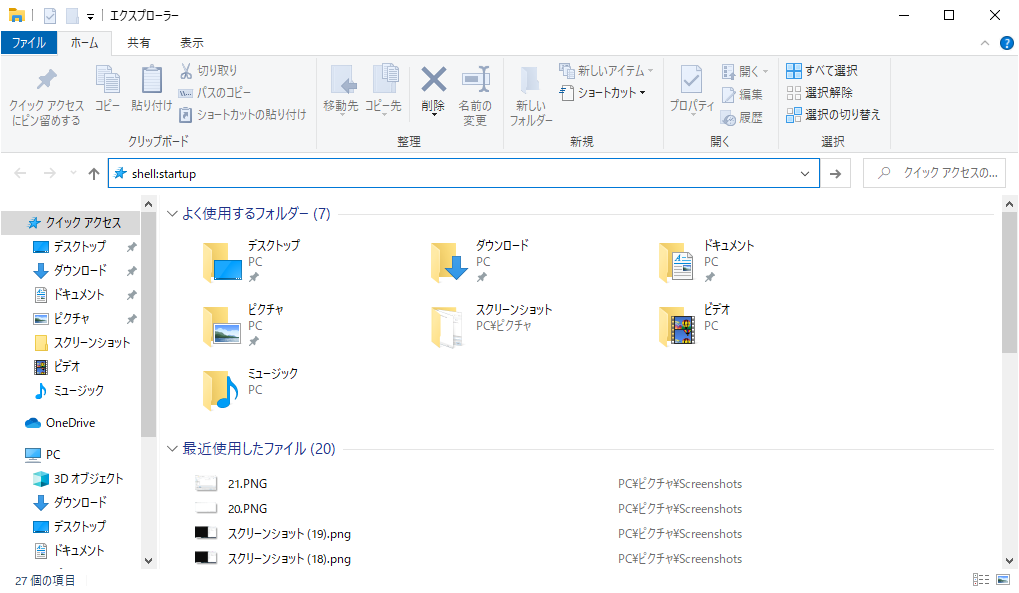 エクスプローラー
ファイル ホーム 共有 表示
クイック アクセス
にピン留めする
コピー
貼り付け
切り取り
パスのコピー
ショートカットの貼り付け
クリップボード
移動先
コピー先
削除
名前の
変更
整理
新しい
フォルダー
新しいアイテム
ショートカット
新規
プロパティ
開く
編集
履歴
開く
すべて選択
選択解除
選択の切り替え
選択
shell:startup
クイック アクセスの...
クイック アクセス
デスクトップ
ダウンロード
ドキュメント
ピクチャ
スクリーンショット
ビデオ
ミュージック
OneDrive
PC
3D オブジェクト
ダウンロード
デスクトップ
ドキュメント
よく使用するフォルダー (7)
デスクトップ
PC
ダウンロード
PC
ドキュメント
PC
ピクチャ
PC
スクリーンショット
PC¥ピクチャ
ビデオ
PC
ミュージック
PC
最近使用したファイル (20)
21.PNG PC¥ピクチャ¥Screenshots
20.PNG PC¥ピクチャ¥Screenshots
スクリーンショット (19).png PC¥ピクチャ¥Screenshots
スクリーンショット (18).png PC¥ピクチャ¥Screenshots
27 個の項目